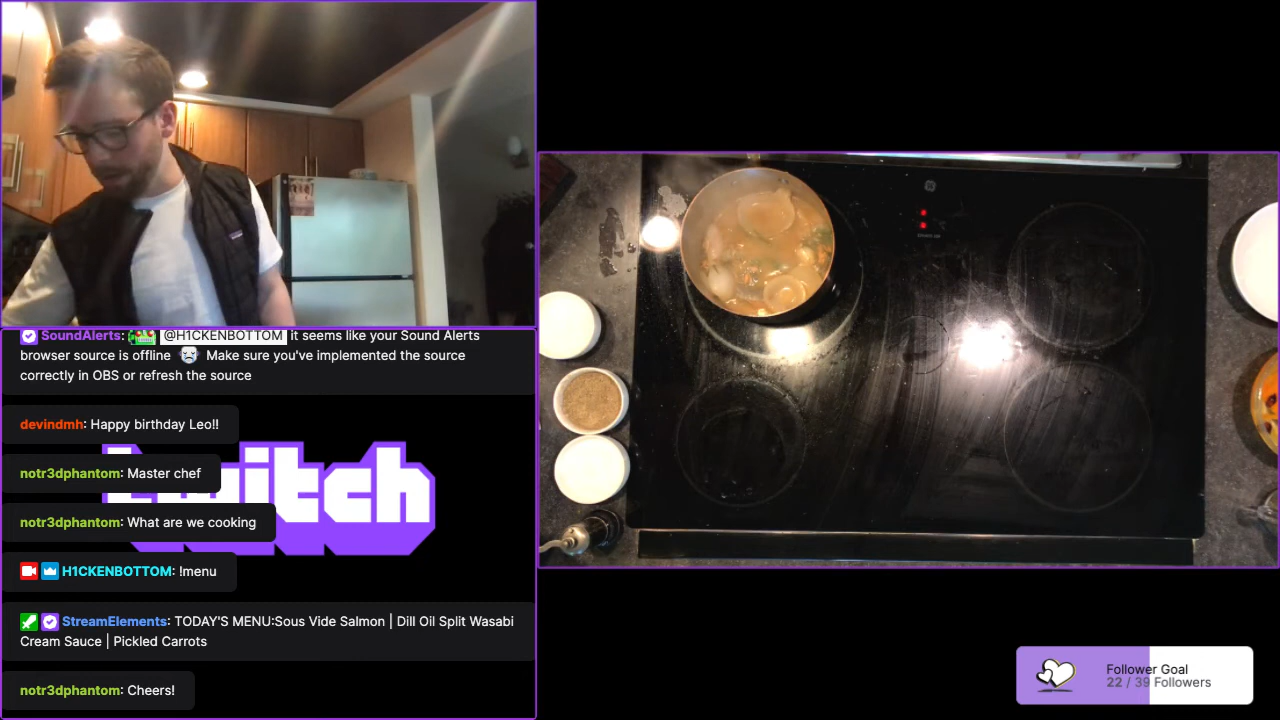 SoundAlerts: @H1CKENBOTTOM it seems like your Sound Alerts
browser source is offline Make sure you've implemented the source
correctly in OBS or refresh the source
devindmh: Happy birthday Leo!!
notr3dphantom: Master chef
twitch
notr3dphantom: What are we cooking
H1CKENBOTTOM: !menu
StreamElements: TODAY'S MENU:Sous Vide Salmon | Dill Oil Split Wasabi
Cream Sauce | Pickled Carrots
notr3dphantom: Cheers!
Follower Goal
22 / 39 Followers